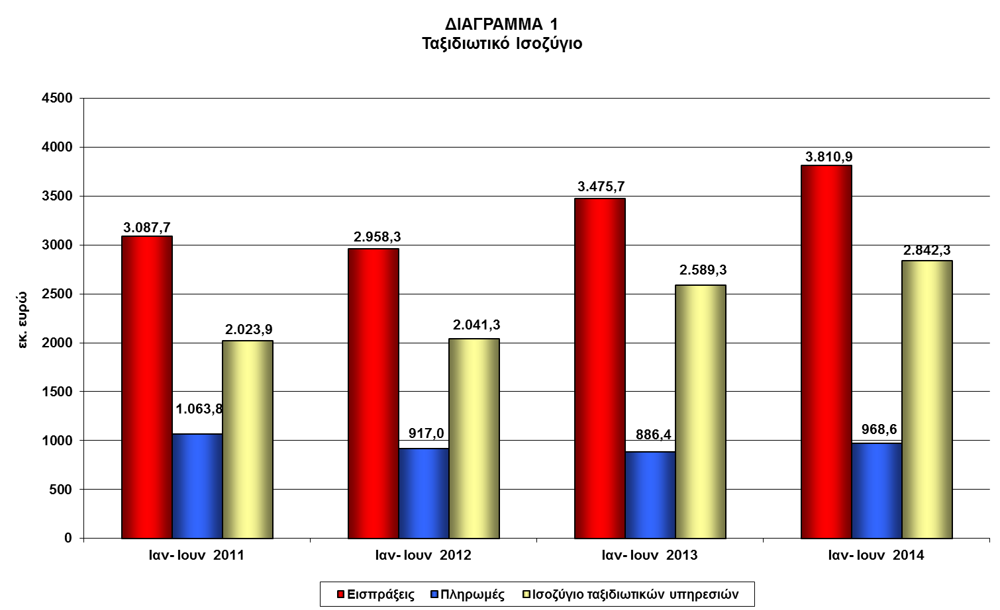 ΔΙΑΓΡΑΜΜΑ 1
Ταξιδιωτικό Ισοζύγιο
εκ. ευρώ
4500
4000
3500
3000
2500
2000
1500
1000
500
0
3.087,7
1.063,8
2.023,9
2.958,3
917,0
2.041,3
3.475,7
886,4
2.589,3
3.810,9
968,6
2.842,3
Ιαν-Ιουν 2011
Ιαν-Ιουν 2012
Ιαν-Ιουν 2013
Ιαν-Ιουν 2014
Εισπράξεις
Πληρωμές
Ισοζύγιο ταξιδιωτικών υπηρεσιών